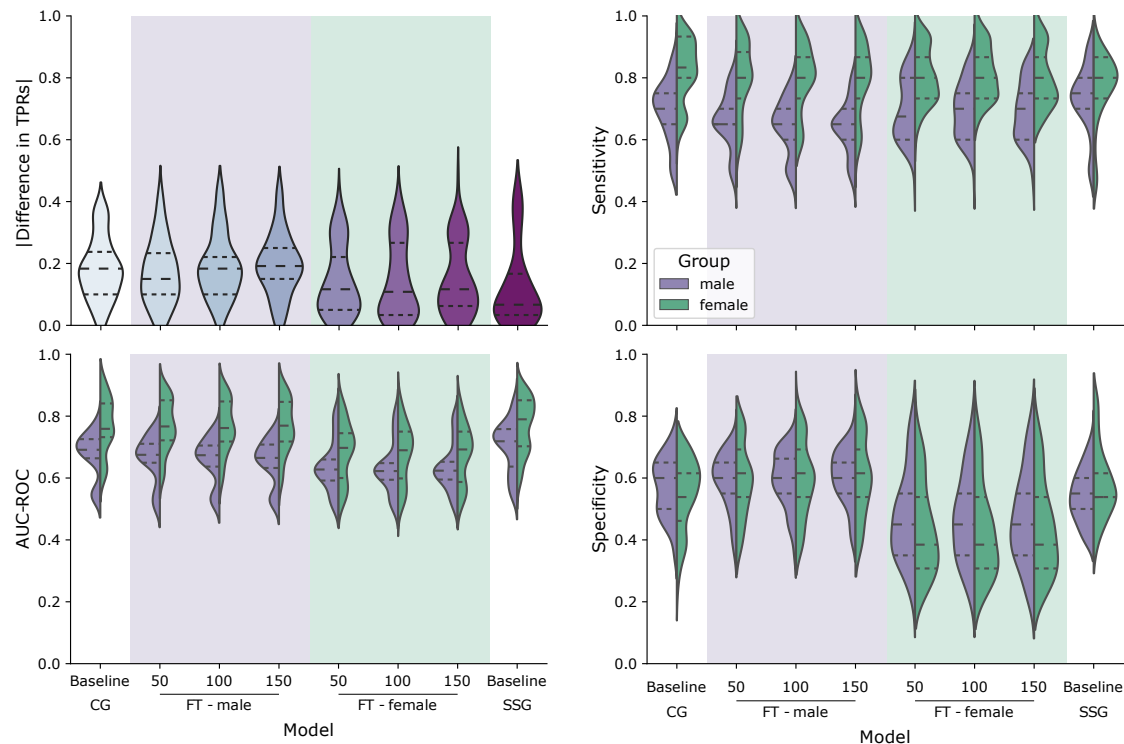 1.0
0.8
0.6
0.4
0.2
0.0
|Difference in TPRs|
1.0
0.8
0.6
0.4
0.2
0.0
Sensitivity
Group
male
female
1.0
0.8
0.6
0.4
0.2
0.0
AUC-ROC
Baseline 50 100 150 50 100 150 Baseline
CG FT - male FT - female SSG
Model
1.0
0.8
0.6
0.4
0.2
0.0
Specificity
Baseline 50 100 150 50 100 150 Baseline
CG FT - male FT - female SSG
Model